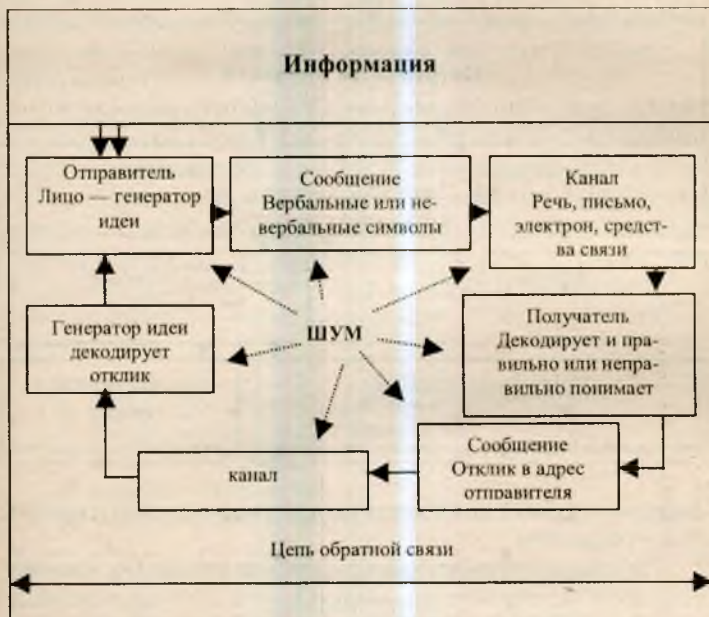 Информация
Отправитель
Лицо — генератор
идеи
Сообщение
Вербальные или не-
вербальные символы
Канал
Речь, письмо,
электрон, средст-
ва связи
Генератор идеи
декодирует
отклик
ШУМ
Получатель
Декодирует и пра-
вильно или неправ-
вильно понимает
канал
Сообщение
Отклик в адрес
отправителя
Цепь обратной связи